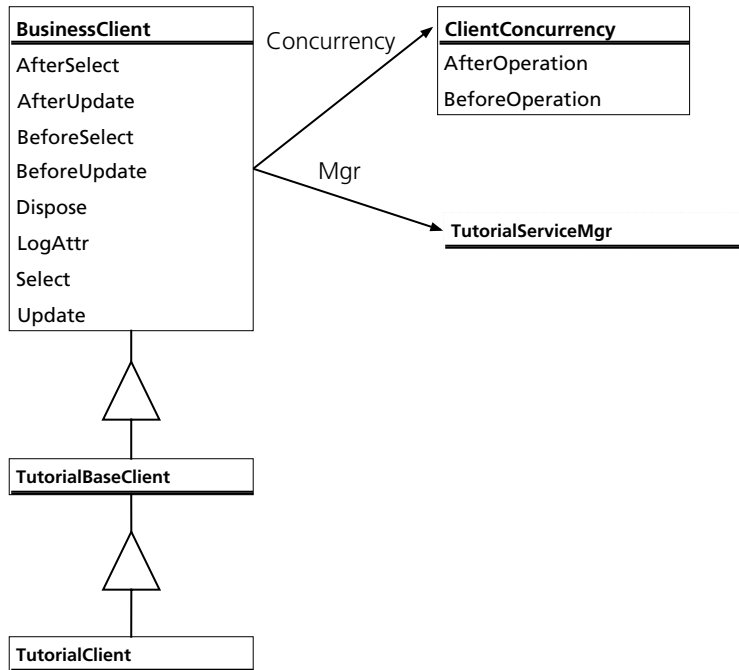 BusinessClient
AfterSelect
AfterUpdate
BeforeSelect
BeforeUpdate
Dispose
LogAttr
Select
Update
Concurrency
ClientConcurrency
AfterOperation
BeforeOperation
Mgr
TutorialServiceMgr
TutorialBaseClient
TutorialClient